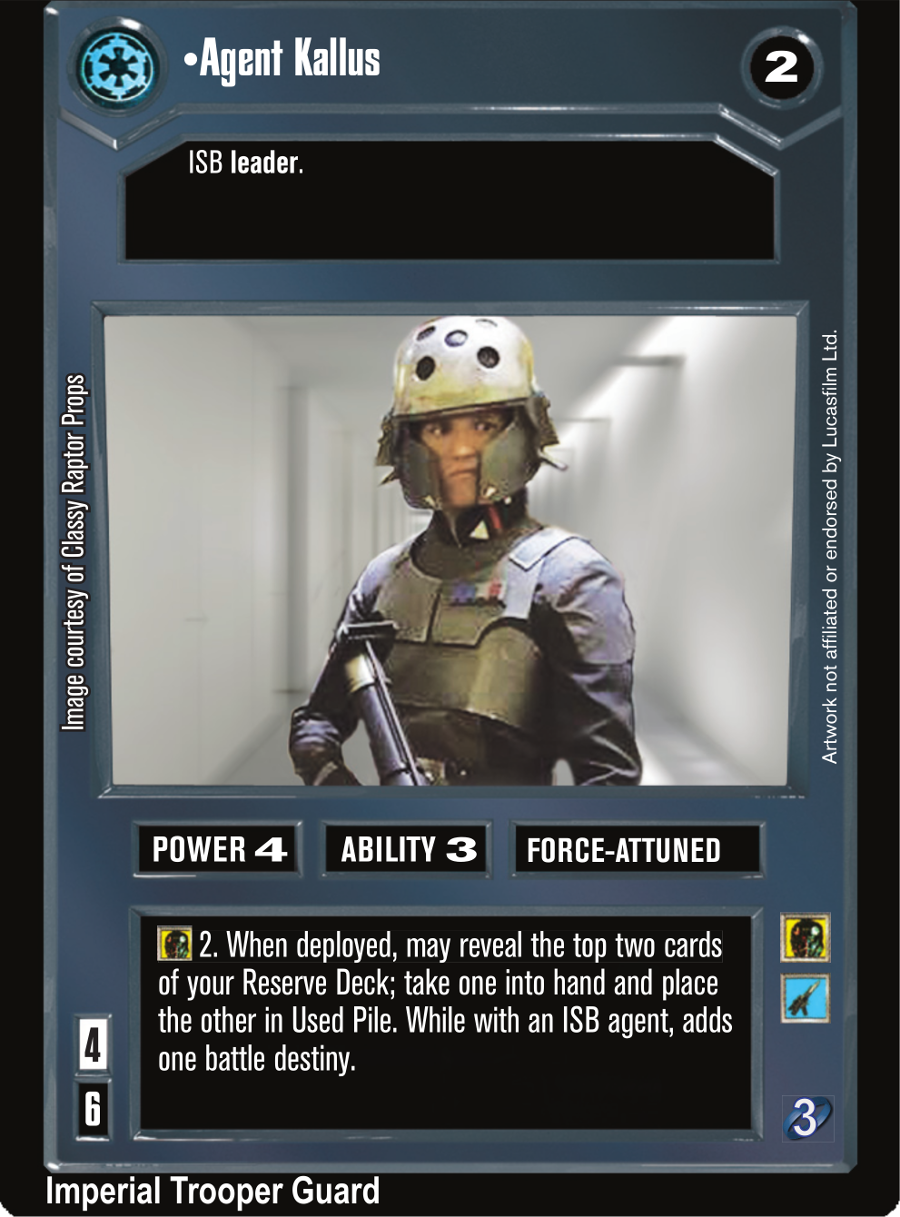 •Agent Kallus
2
ISB leader.
Image courtesy of Classy Raptor Props
Artwork not affiliated or endorsed by Lucasfilm Ltd.
POWER 4
ABILITY 3
FORCE-ATTUNED
2. When deployed, may reveal the top two cards
of your Reserve Deck; take one into hand and place
the other in Used Pile. While with an ISB agent, adds
one battle destiny.
4
6
3
Imperial Trooper Guard